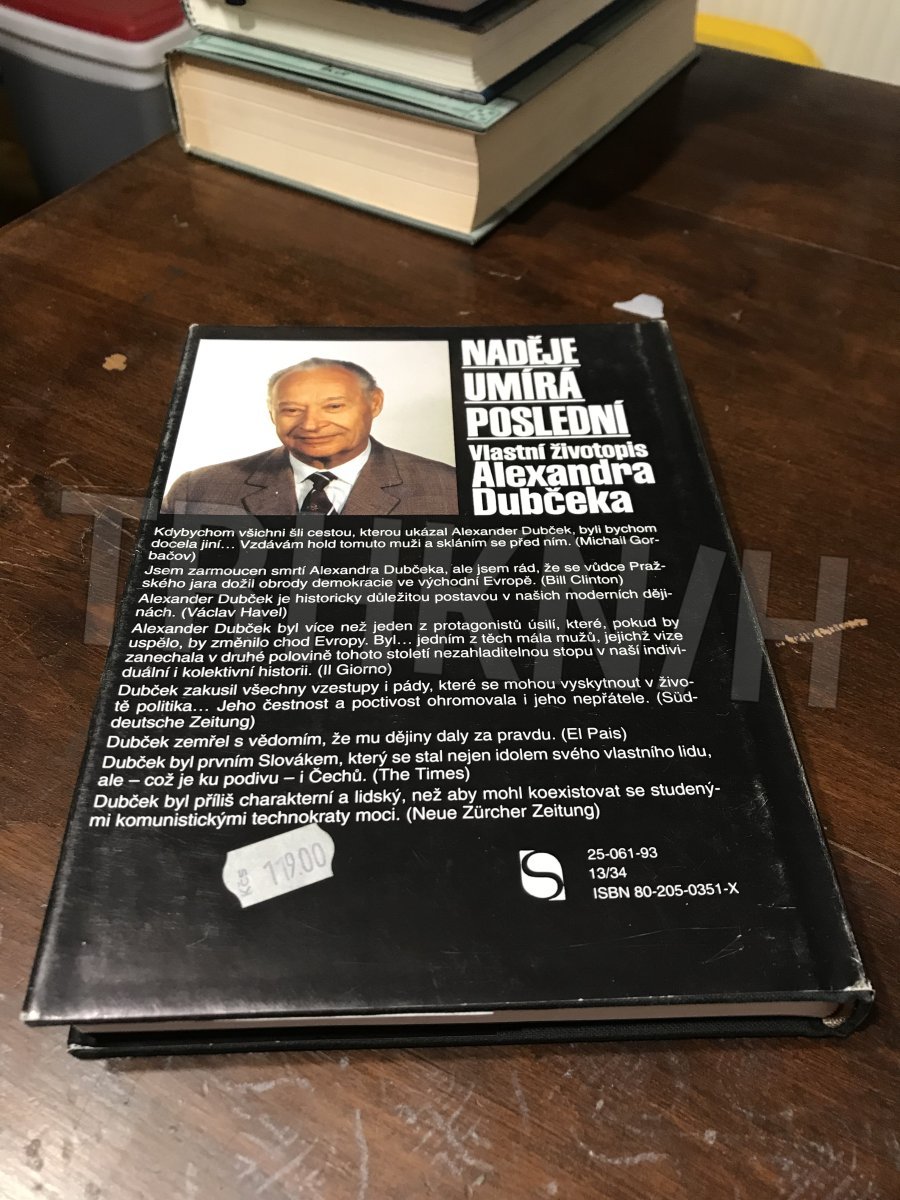 NADĚJE
UMÍRÁ
POSLEDNÍ
Vlastní životopis
Alexandra
Dubčeka
Kdybychom všichni šli cestou, kterou ukázal Alexander Dubček, byli bychom
docela jiní... Vzdávám hold tomuto muži a skláním se před ním. (Michail Gor-
bačov)
Jsem zarmoucen smrtí Alexandra Dubčeka, ale jsem rád, že se vůdce Praž-
ského jara dožil obrody demokracie ve východní Evropě. (Bill Clinton)
Alexander Dubček je historicky důležitou postavou v našich moderních ději-
nách. (Václav Havel)
Alexander Dubček byl více než jeden z protagonistů úsilí, které, pokud by
uspělo, by změnilo chod Evropy. Byl... jedním z těch mála mužů, jejichž vize
zanechala v druhé polovině tohoto století nezahladitelnou stopu v naší indivi-
duální i kolektivní historii. (Il Giorno)
Dubček zakusil všechny vzestupy i pády, které se mohou vyskytnout v živo-
tě politika... Jeho čestnost a poctivost ohromovala i jeho nepřátele. (Süd-
deutsche Zeitung)
Dubček zemřel s vědomím, že mu dějiny daly za pravdu. (El Pais)
Dubček byl prvním Slovákem, který se stal nejen idolem svého vlastního lidu,
ale – což je ku podivu – i Čechů. (The Times)
Dubček byl příliš charakterní a lidský, než aby mohl koexistovat se studený-
mi komunistickými technokraty moci. (Neue Zürcher Zeitung)
Kčs 119.00
25-061-93
13/34
ISBN 80-205-0351-X